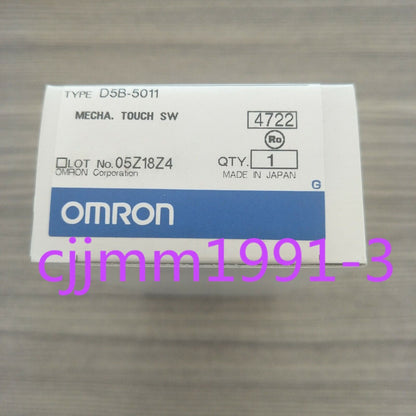 TYPE D5B-5011
MECHA. TOUCH SW
4722
Ro
LOT No. 05Z18Z4
QTY. 1
OMRON Corporation
MADE IN JAPAN
G
OMRON
cjjmm1991-3